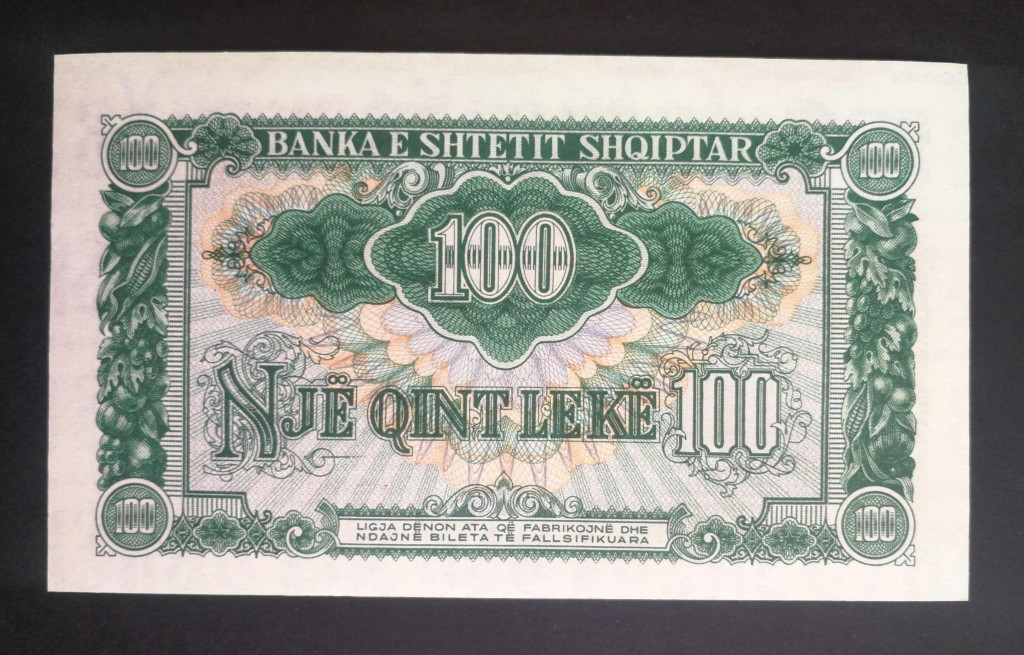 100 BANKA E SHTETIT SHQIPTAR 100
100
NJË QINT LEKË 100
100 LIGJA DËNON ATA QË FABRIKOJNË DHE 100
NDAJNË BILETA TË FALLSIFIKUARA